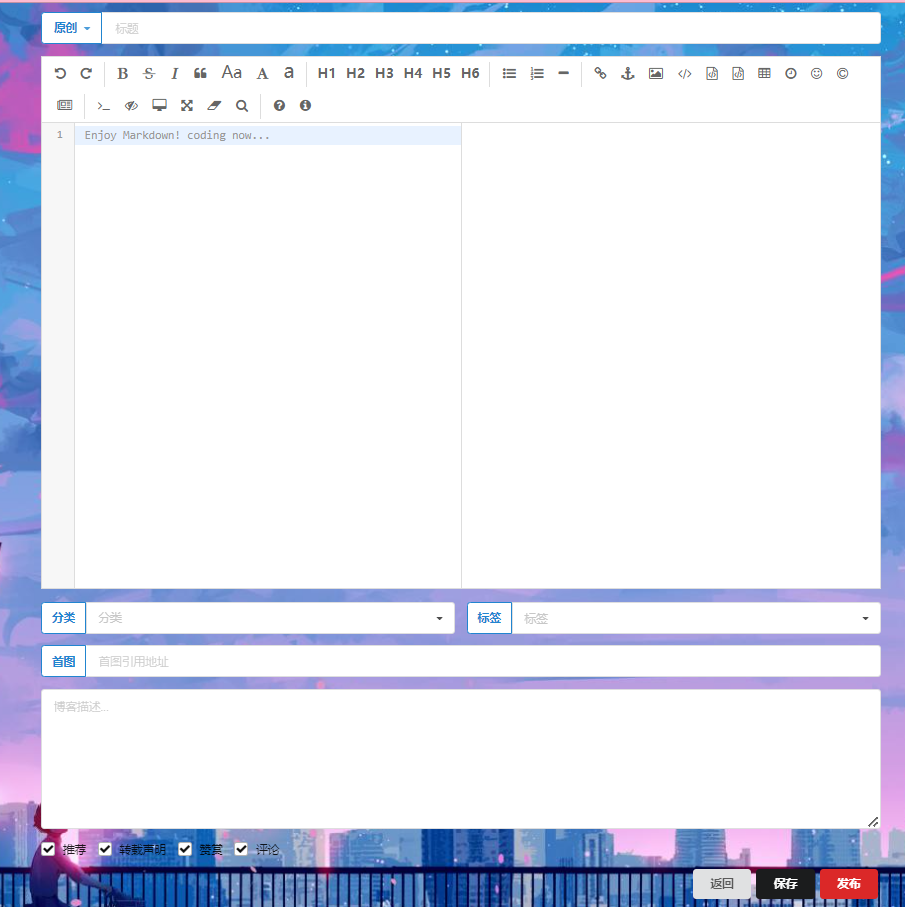 原创 标题
B S I “ Aa A a H1 H2 H3 H4 H5 H6
1 Enjoy Markdown! coding now...
分类 分类 标签 标签
首图 首图引用地址
博客描述...
推荐 转载声明 赞赏 评论
返回 保存 发布